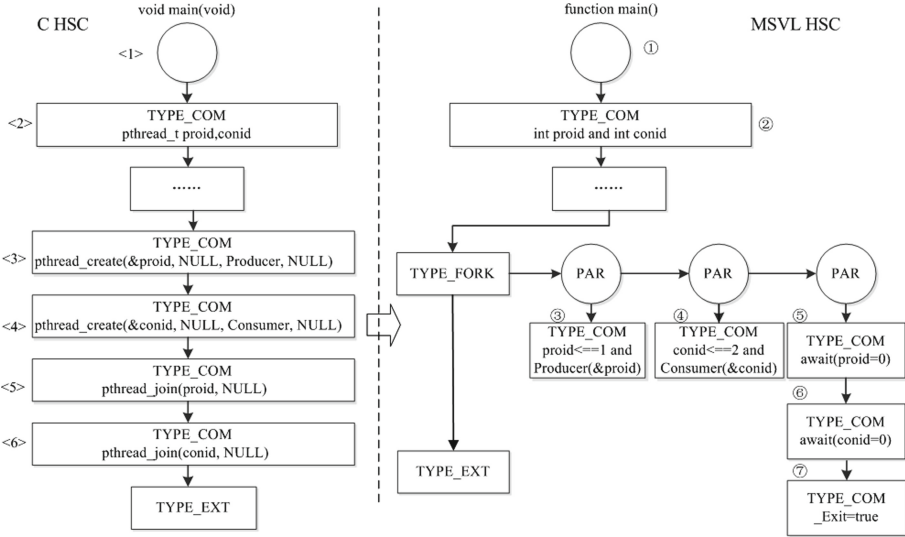 C HSC
void main(void)
<1>
<2>
TYPE_COM
pthread_t proid,conid
......
<3>
TYPE_COM
pthread_create(&proid, NULL, Producer, NULL)
<4>
TYPE_COM
pthread_create(&conid, NULL, Consumer, NULL)
<5>
TYPE_COM
pthread_join(proid, NULL)
<6>
TYPE_COM
pthread_join(conid, NULL)
TYPE_EXT
function main()
MSVL HSC
①
②
TYPE_COM
int proid and int conid
......
TYPE_FORK
PAR
PAR
PAR
③
TYPE_COM
proid<==1 and
Producer(&proid)
④
TYPE_COM
conid<==2 and
Consumer(&conid)
⑤
TYPE_COM
await(proid=0)
⑥
TYPE_COM
await(conid=0)
⑦
TYPE_COM
_Exit=true
TYPE_EXT